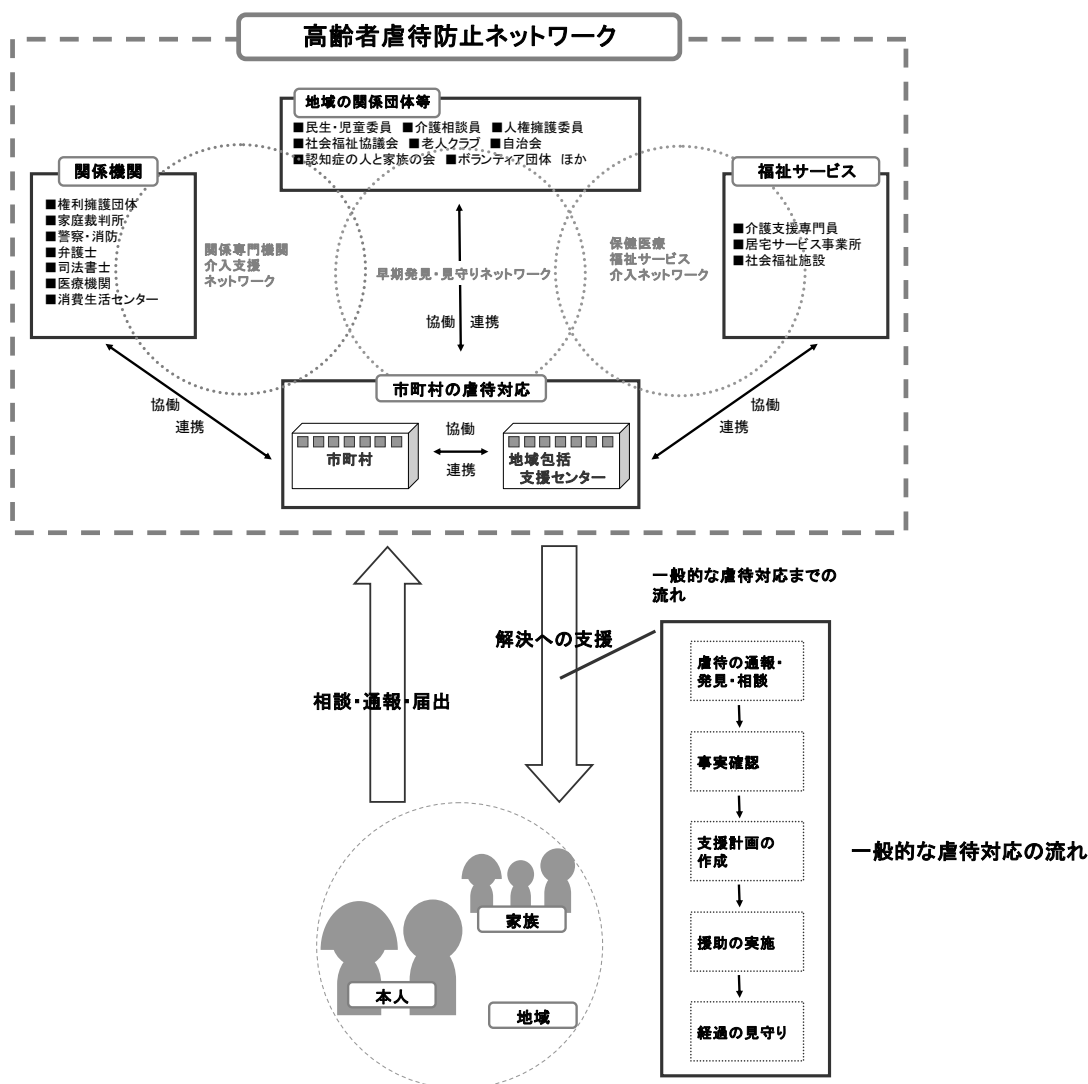 高齢者虐待防止ネットワーク
地域の関係団体等
■民生・児童委員 ■介護相談員 ■人権擁護委員
■社会福祉協議会 ■老人クラブ ■自治会
◘認知症の人と家族の会 ■ボランティア団体 ほか
関係機関
■権利擁護団体
■家庭裁判所
■警察・消防
■弁護士
■司法書士
■医療機関
■消費生活センター
関係専門機関
介入支援
ネットワーク
早期発見・見守りネットワーク
保健医療
福祉サービス
介入ネットワーク
福祉サービス
■介護支援専門員
■居宅サービス事業所
■社会福祉施設
協働 連携
協働
連携
協働
連携
市町村の虐待対応
市町村
協働
連携
地域包括
支援センター
相談・通報・届出
解決への支援
一般的な虐待対応までの
流れ
虐待の通報・
発見・相談
事実確認
支援計画の
作成
援助の実施
経過の見守り
一般的な虐待対応の流れ
家族
本人
地域